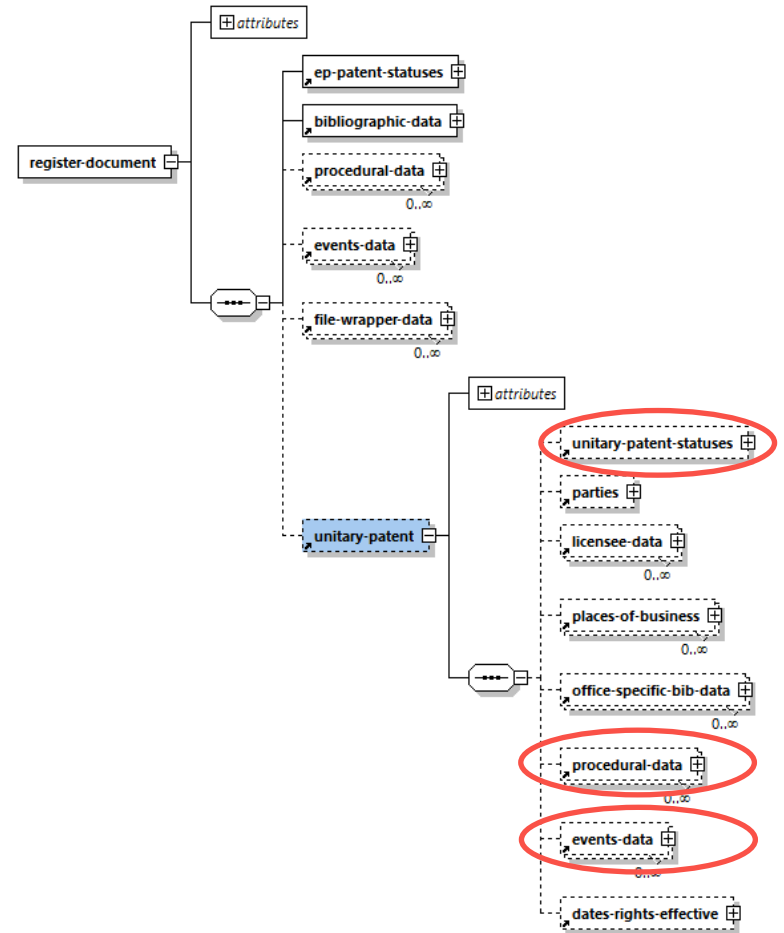 attributes
ep-patent-statuses
bibliographic-data
register-document
procedural-data
0..∞
events-data
0..∞
file-wrapper-data
0..∞
attributes
unitary-patent-statuses
parties
unitary-patent
licensee-data
0..∞
places-of-business
0..∞
office-specific-bib-data
0..∞
procedural-data
0..∞
events-data
0..∞
dates-rights-effective